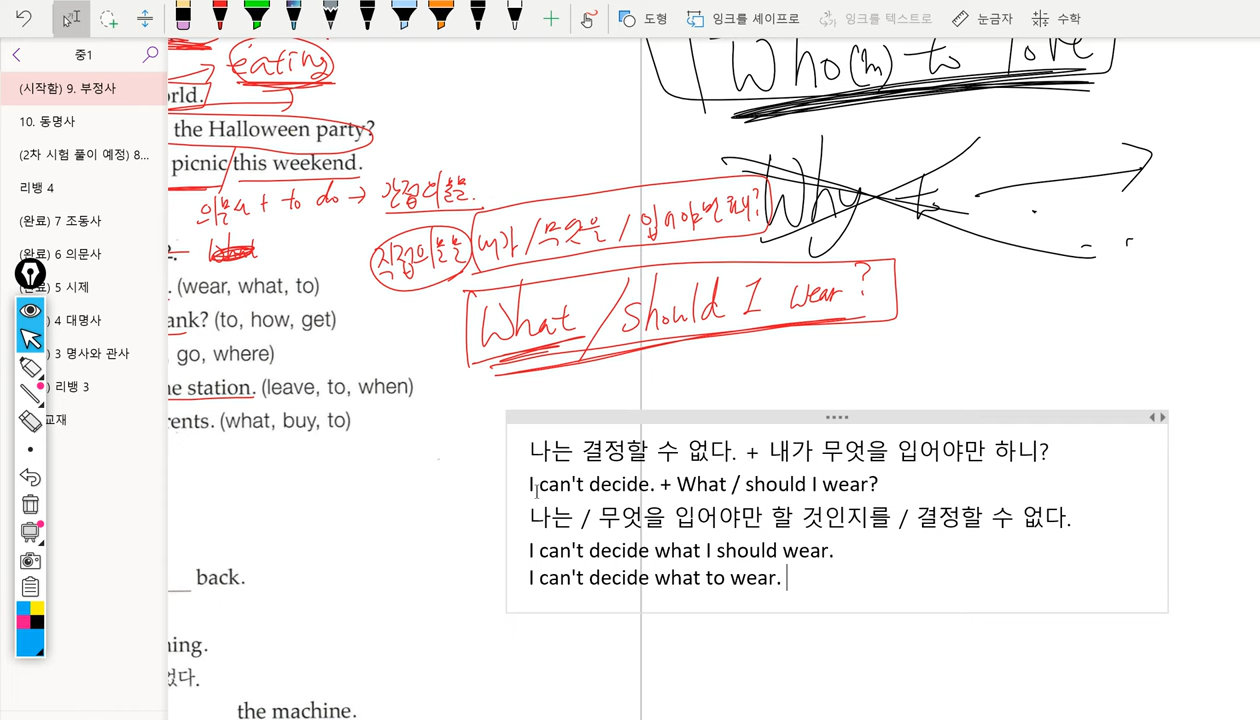 도형
잉크를 셰이프로
잉크를 텍스트로
눈금자
수학
중1
(시작함) 9. 부정사
10. 동명사
(2차 시험 풀이 예정) 8...
리뱅 4
(완료) 7 조동사
(완료) 6 의문사
5 시제
) 4 대명사
) 3 명사와 관사
) 리뱅 3
교재
eating
orld.
the Halloween party?
picnic this weekend.
의문사 + to do → 간접의문문.
What
직접의문문
내가 / 무엇을 / 입어야만 하니?
What / should I wear?
Who(m) to love
Why to
(wear, what, to)
ank? (to, how, get)
go, where)
ne station. (leave, to, when)
rents. (what, buy, to)
나는 결정할 수 없다. + 내가 무엇을 입어야만 하니?
I can't decide. + What / should I wear?
나는 / 무엇을 입어야만 할 것인지를 / 결정할 수 없다.
I can't decide what I should wear.
I can't decide what to wear.
back.
ning.
없다.
the machine.